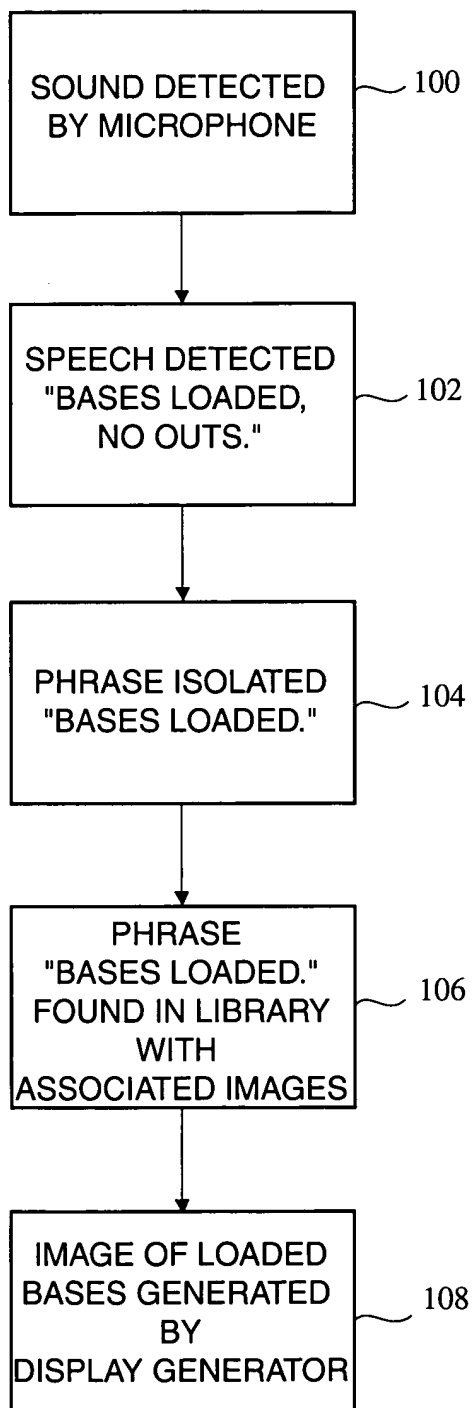 SOUND DETECTED
BY MICROPHONE
100
SPEECH DETECTED
"BASES LOADED,
NO OUTS."
102
PHRASE ISOLATED
"BASES LOADED."
104
PHRASE
"BASES LOADED."
FOUND IN LIBRARY
WITH
ASSOCIATED IMAGES
106
IMAGE OF LOADED
BASES GENERATED
BY
DISPLAY GENERATOR
108